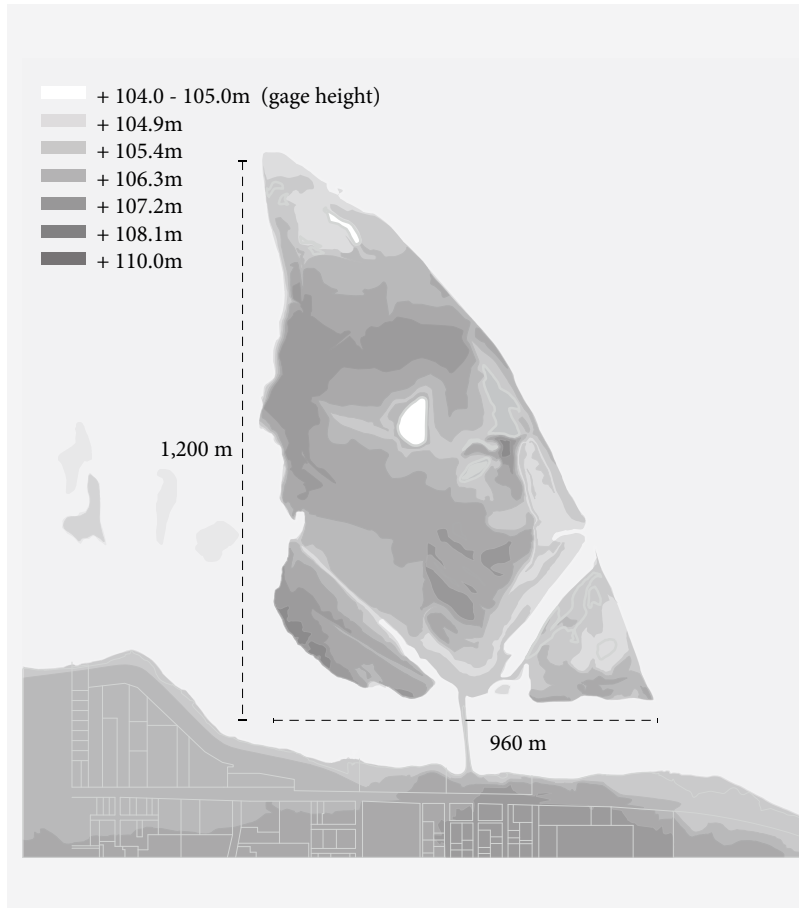 + 104.0 - 105.0m (gage height)
+ 104.9m
+ 105.4m
+ 106.3m
+ 107.2m
+ 108.1m
+ 110.0m
1,200 m
960 m